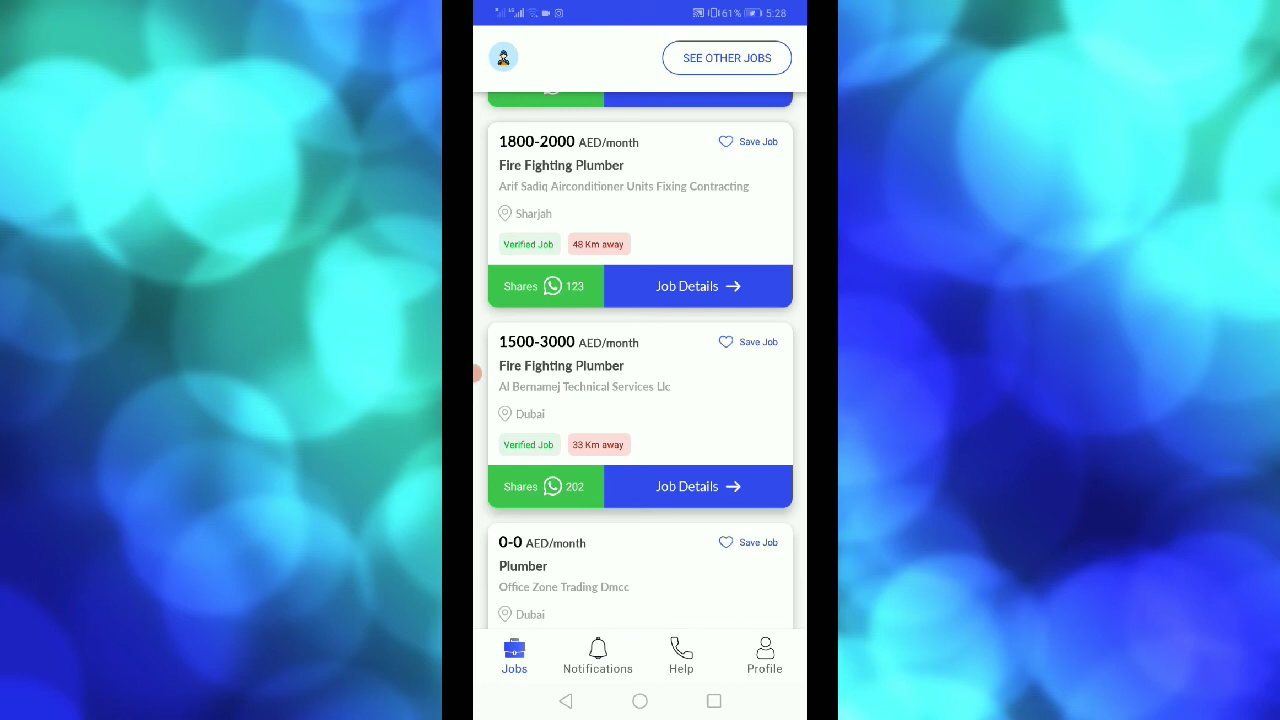 61% 5:28
SEE OTHER JOBS
1800-2000 AED/month Save Job
Fire Fighting Plumber
Arif Sadiq Airconditioner Units Fixing Contracting
Sharjah
Verified Job 48 Km away
Shares 123 Job Details →
1500-3000 AED/month Save Job
Fire Fighting Plumber
Al Bernamej Technical Services Llc
Dubai
Verified Job 33 Km away
Shares 202 Job Details →
0-0 AED/month Save Job
Plumber
Office Zone Trading Dmcc
Dubai
Jobs Notifications Help Profile